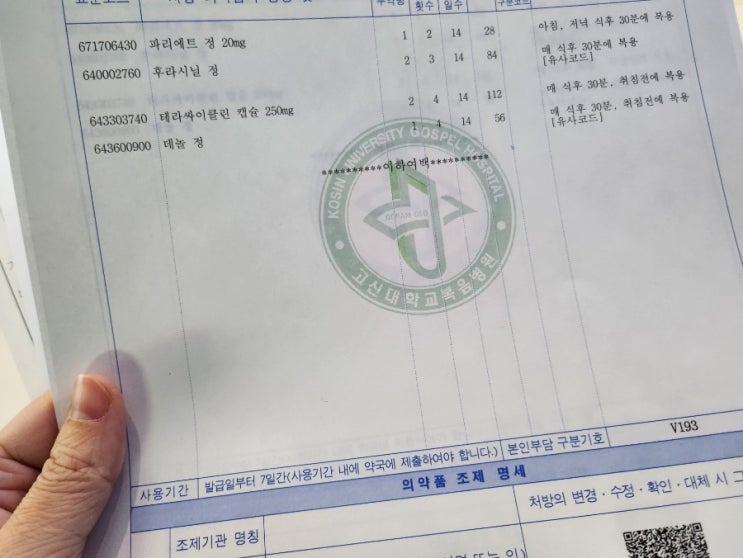 671706430 파리에트 정 20mg 1 2 14 28 아침, 저녁 식후 30분에 복용
640002760 후라시닐 정 2 3 14 84 매 식후 30분에 복용
[유사코드]
643303740 테라싸이클린 캡슐 250mg 2 4 14 112 매 식후 30분, 취침전에 복용
643600900 데놀 정 1 4 14 56 매 식후 30분, 취침전에 복용
[유사코드]
***********이하여백***********
KOSIN UNIVERSITY GOSPEL HOSPITAL
고신대학교복음병원
사용기간 발급일부터 7일간(사용기간 내에 약국에 제출하여야 합니다.) 본인부담 구분기호 V193
의약품 조제 명세
조제기관 명칭 처방의 변경·수정·확인·대체 시 그